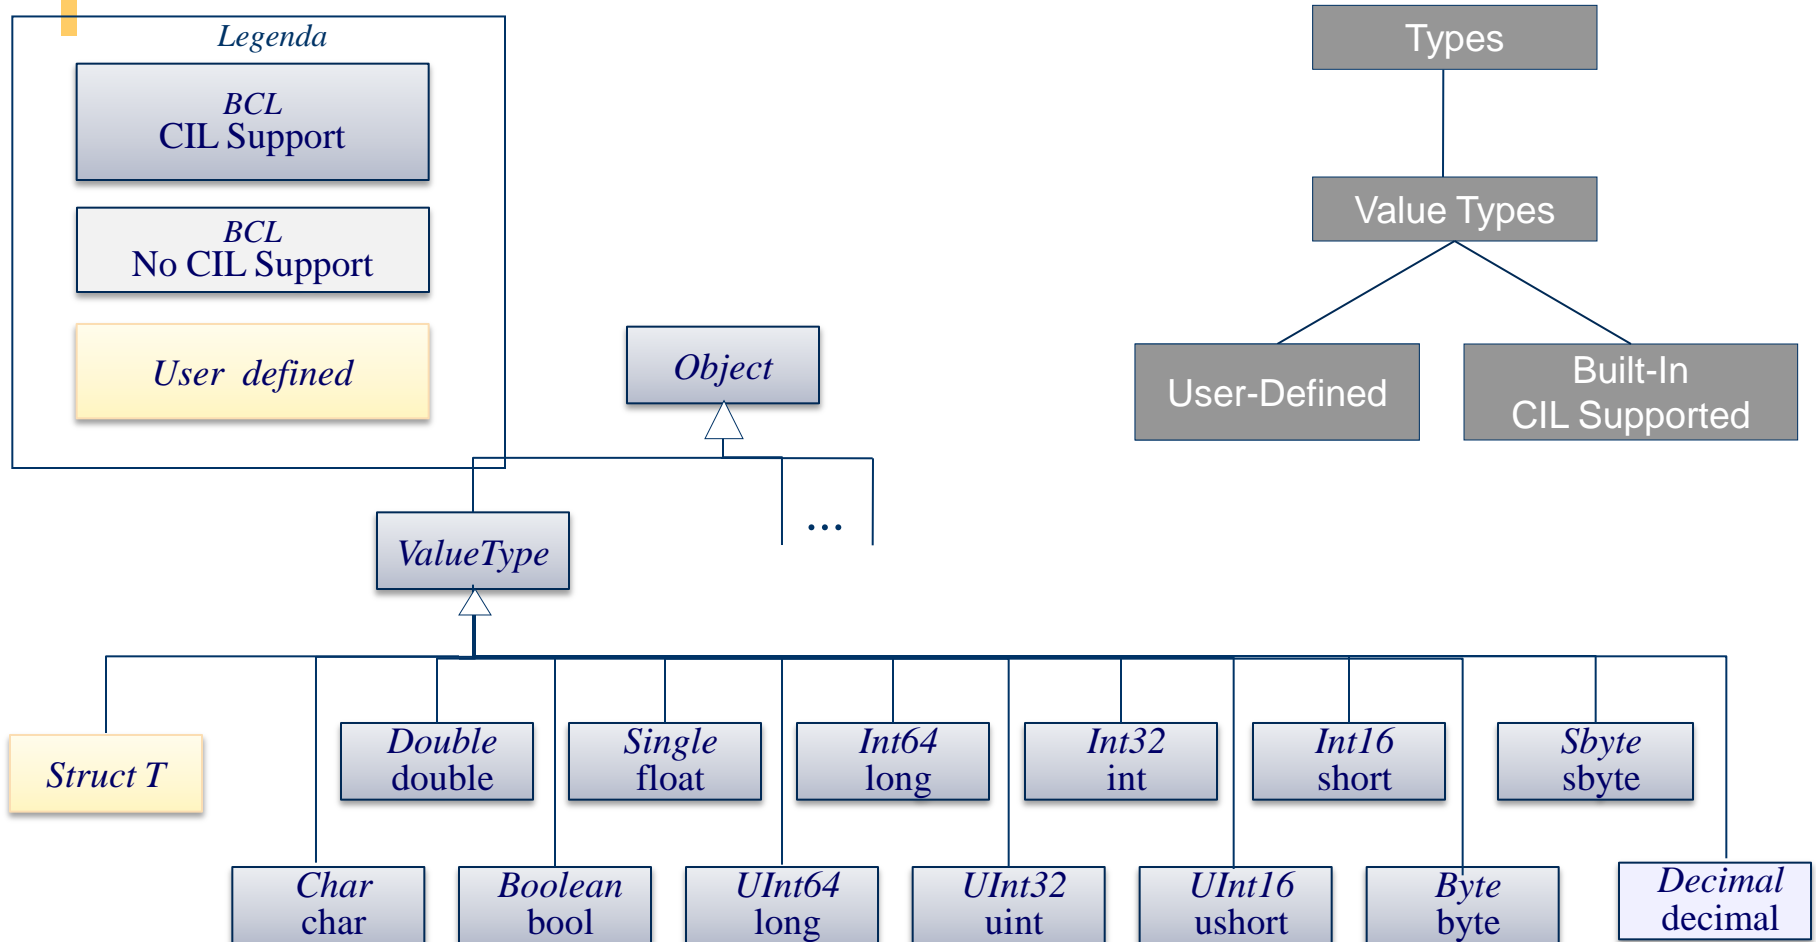 Legenda
BCL
CIL Support
BCL
No CIL Support
User defined
Types
Value Types
User-Defined
Built-In
CIL Supported
Object
...
ValueType
Struct T
Double
double
Single
float
Int64
long
Int32
int
Int16
short
Sbyte
sbyte
Char
char
Boolean
bool
UInt64
long
UInt32
uint
UInt16
ushort
Byte
byte
Decimal
decimal